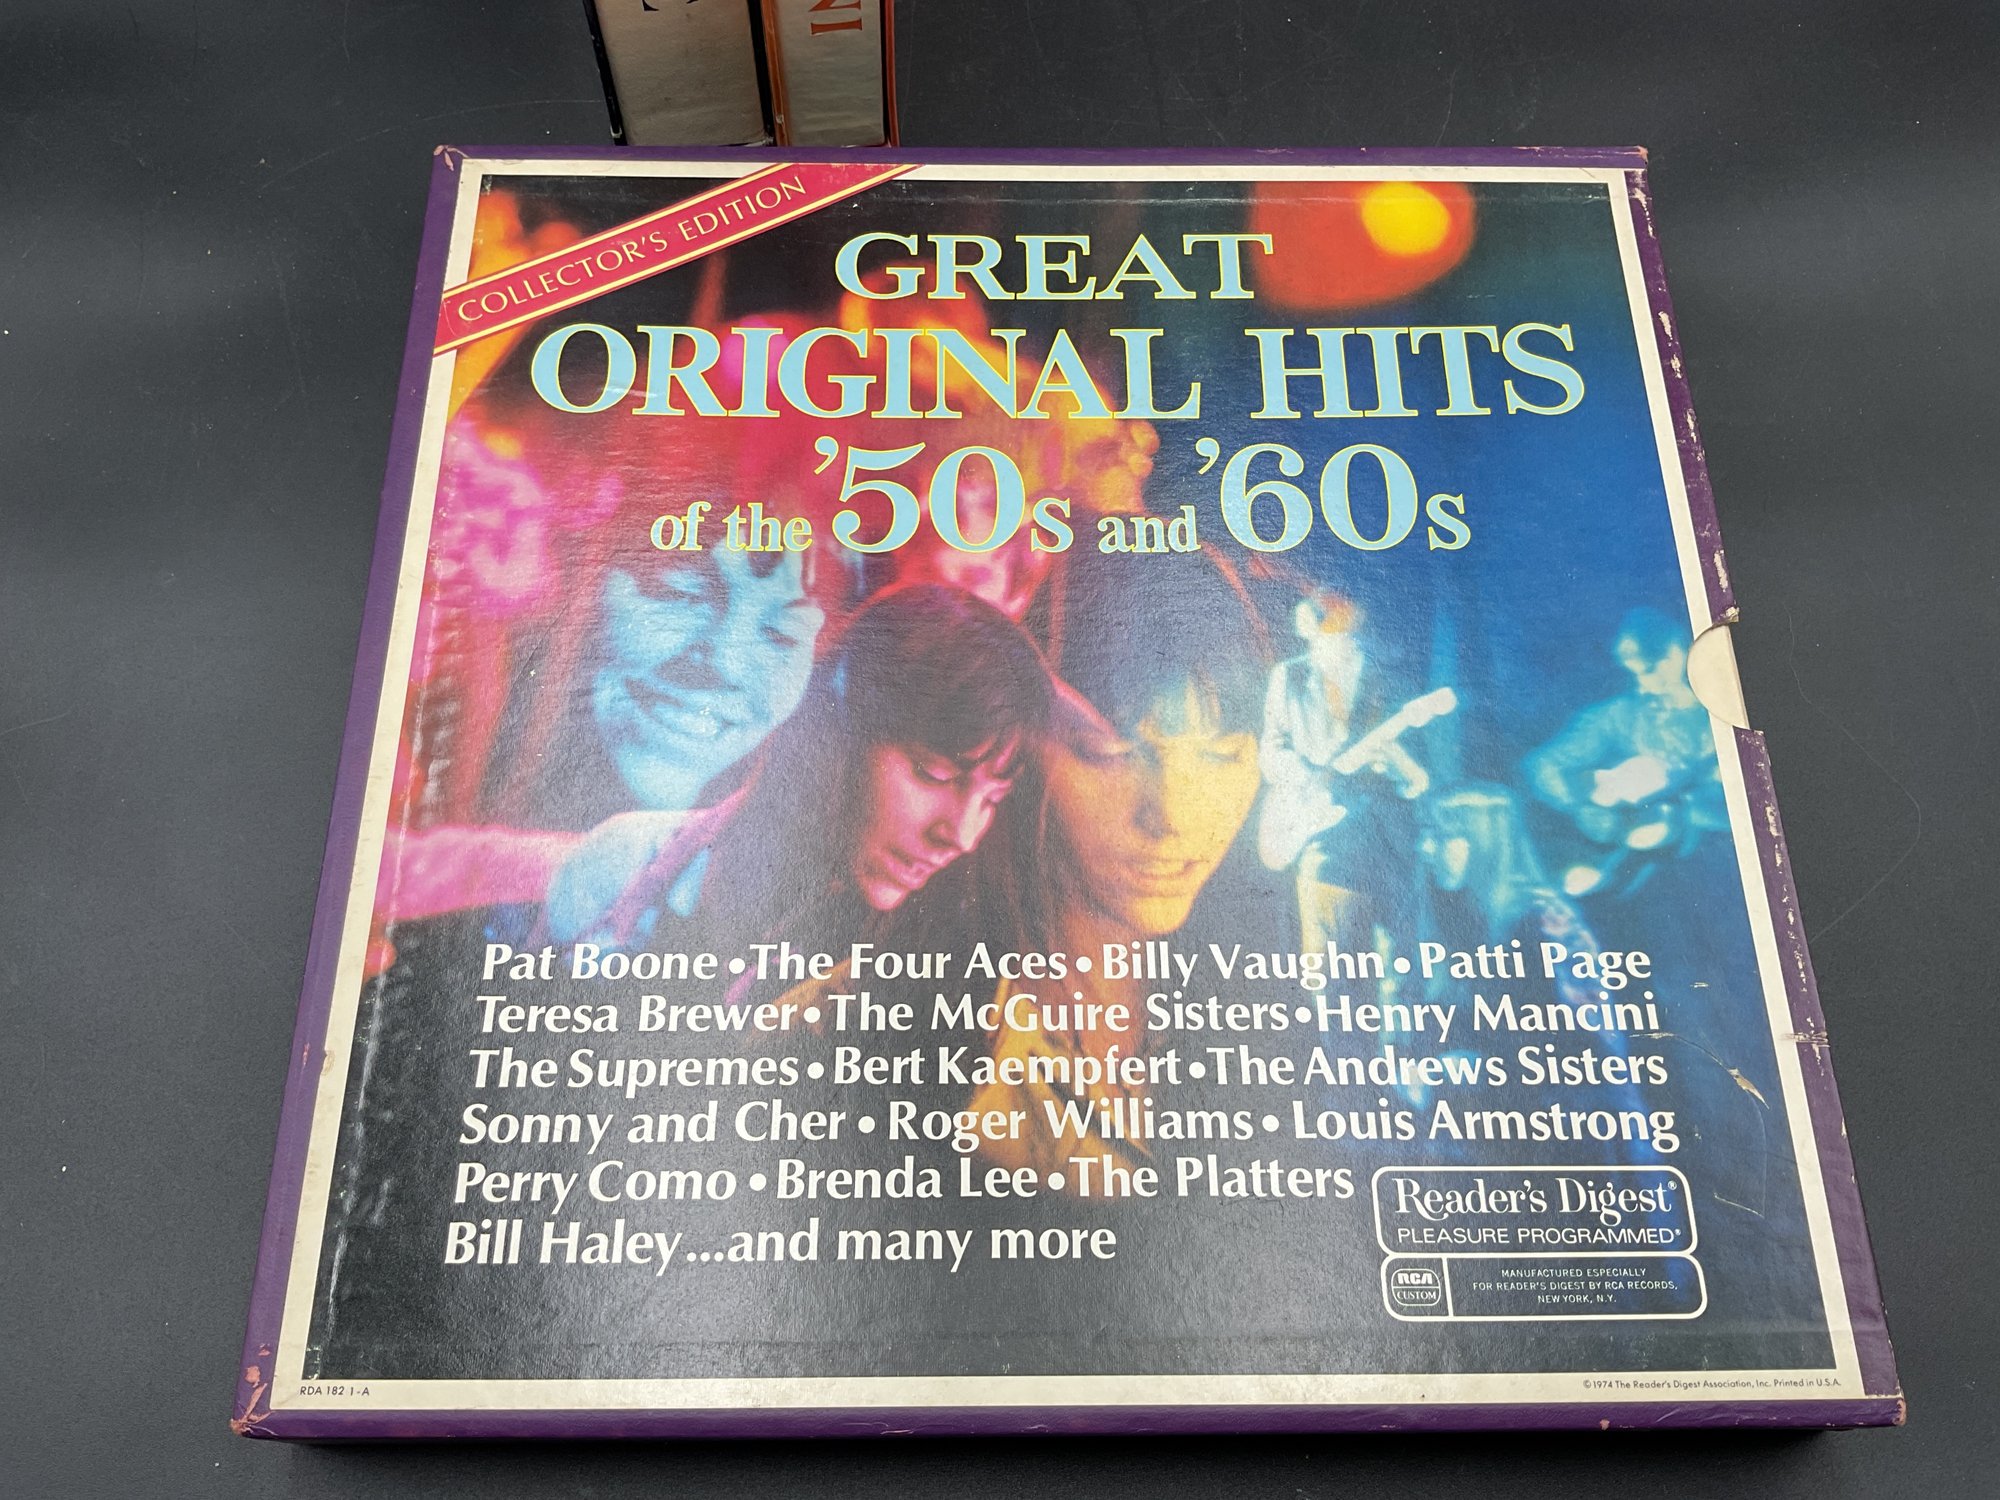 IN
COLLECTOR'S EDITION
GREAT
ORIGINAL HITS
of the '50s and '60s
Pat Boone • The Four Aces • Billy Vaughn • Patti Page
Teresa Brewer • The McGuire Sisters • Henry Mancini
The Supremes • Bert Kaempfert • The Andrews Sisters
Sonny and Cher • Roger Williams • Louis Armstrong
Perry Como • Brenda Lee • The Platters
Bill Haley...and many more
Reader's Digest®
PLEASURE PROGRAMMED®
RCA
CUSTOM
MANUFACTURED ESPECIALLY
FOR READER'S DIGEST BY RCA RECORDS,
NEW YORK, N.Y.
RDA 182 1-A
©1974 The Reader's Digest Association, Inc. Printed in U.S.A.